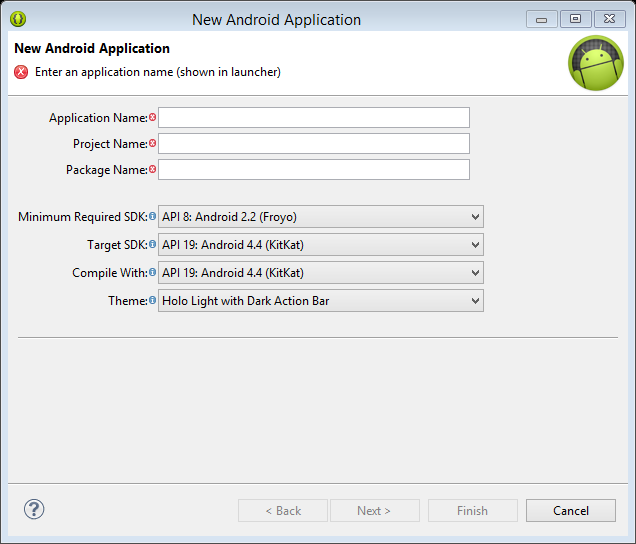 New Android Application
New Android Application
Enter an application name (shown in launcher)
Application Name:
Project Name:
Package Name:
Minimum Required SDK: API 8: Android 2.2 (Froyo)
Target SDK: API 19: Android 4.4 (KitKat)
Compile With: API 19: Android 4.4 (KitKat)
Theme: Holo Light with Dark Action Bar
? < Back Next > Finish Cancel